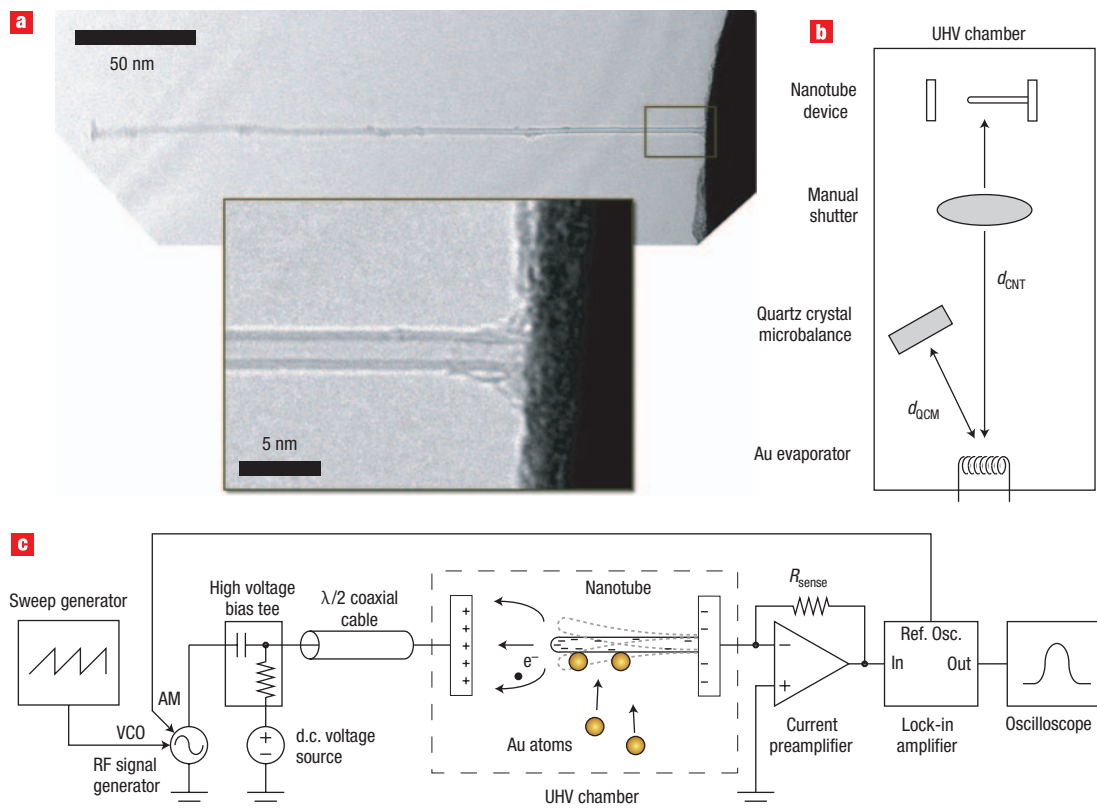 a
50 nm
5 nm
b
UHV chamber
Nanotube
device
Manual
shutter
dCNT
Quartz crystal
microbalance
dQCM
Au evaporator
c
Sweep generator
High voltage
bias tee
λ/2 coaxial
cable
Nanotube
Rsense
AM
VCO
RF signal
generator
d.c. voltage
source
+
−
+
+
+
+
+
e−
− − − −
Au atoms
UHV chamber
−
−
−
−
−
+
Current
preamplifier
Ref. Osc.
In Out
Lock-in
amplifier
Oscilloscope